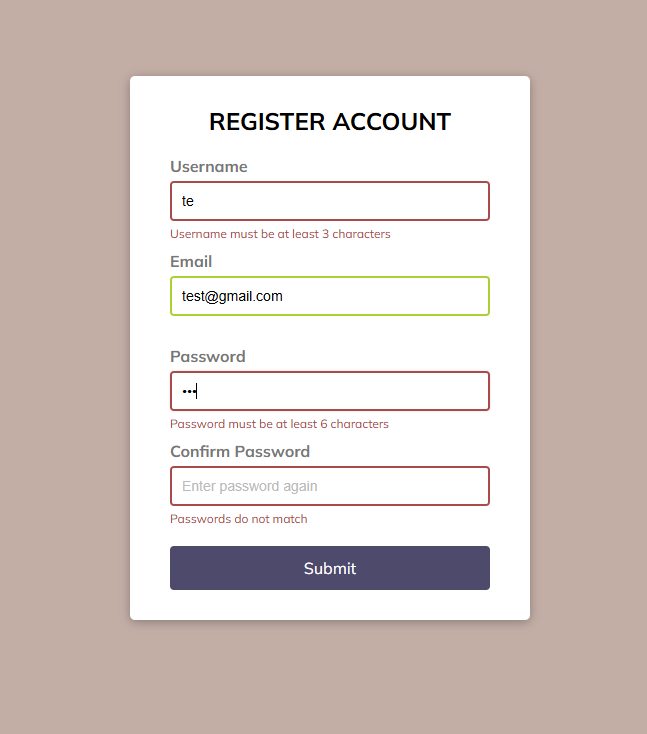 REGISTER ACCOUNT
Username
te
Username must be at least 3 characters
Email
test@gmail.com
Password
•••
Password must be at least 6 characters
Confirm Password
Enter password again
Passwords do not match
Submit